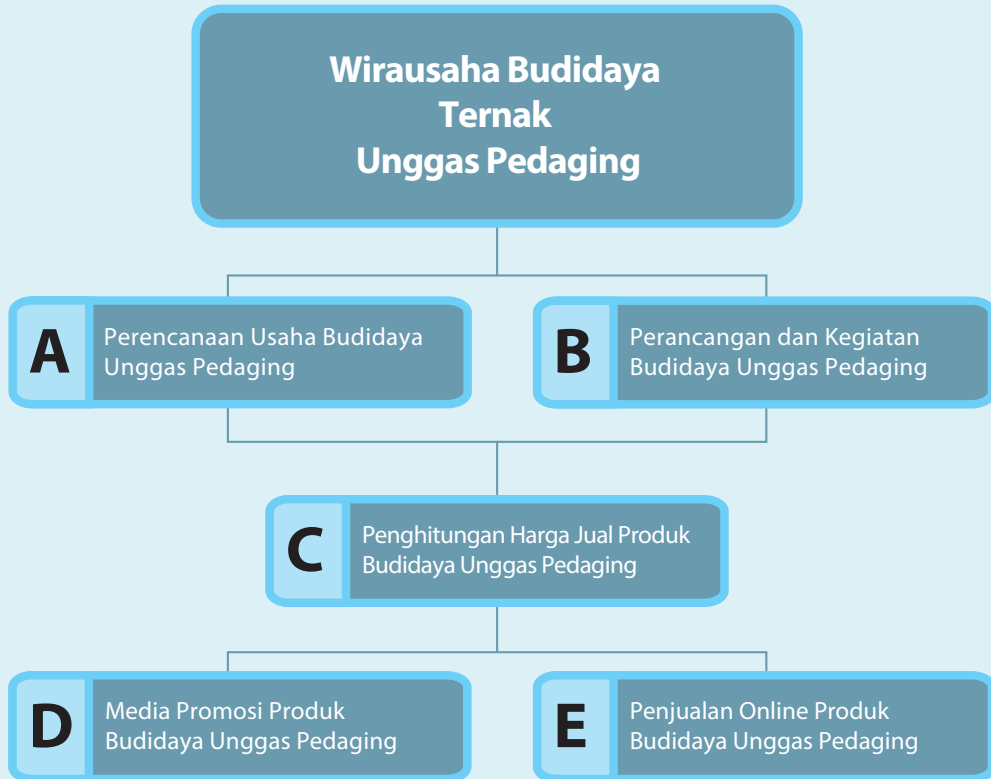 Wirausaha Budidaya
Ternak
Unggas Pedaging
A
Perencanaan Usaha Budidaya
Unggas Pedaging
B
Perancangan dan Kegiatan
Budidaya Unggas Pedaging
C
Penghitungan Harga Jual Produk
Budidaya Unggas Pedaging
D
Media Promosi Produk
Budidaya Unggas Pedaging
E
Penjualan Online Produk
Budidaya Unggas Pedaging